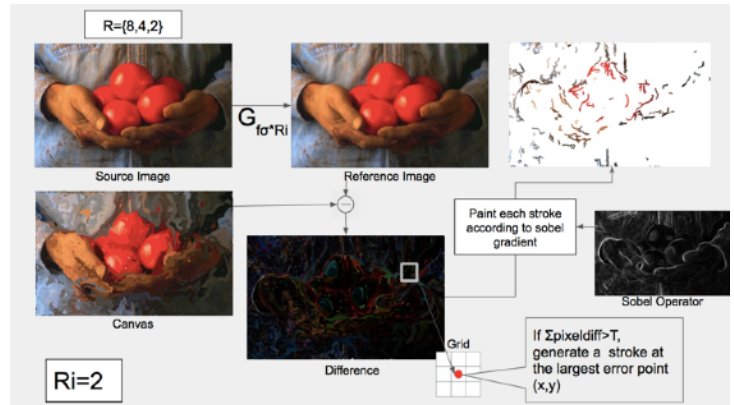 R={8,4,2}
G fσ*Ri
Source Image
Reference Image
Paint each stroke
according to sobel
gradient
Sobel Operator
Canvas
Difference
Grid
If Σpixeldiff>T,
generate a stroke at
the largest error point
(x,y)
Ri=2